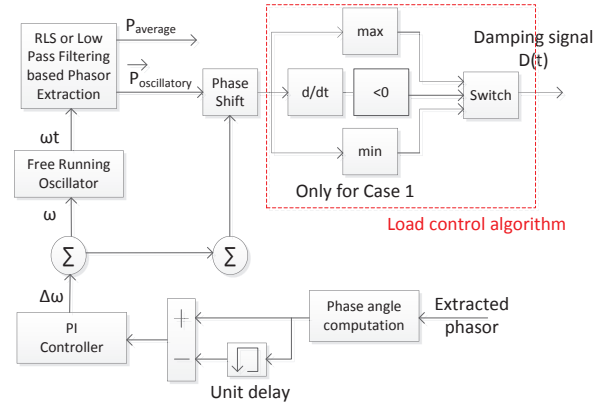 RLS or Low
Pass Filtering
based Phasor
Extraction
P average
P oscillatory
Phase
Shift
max
d/dt
<0
min
Switch
Damping signal
D(t)
Only for Case 1
Load control algorithm
ωt
Free Running
Oscillator
ω
Σ
Σ
Δω
PI
Controller
+
−
Unit delay
Phase angle
computation
Extracted
phasor